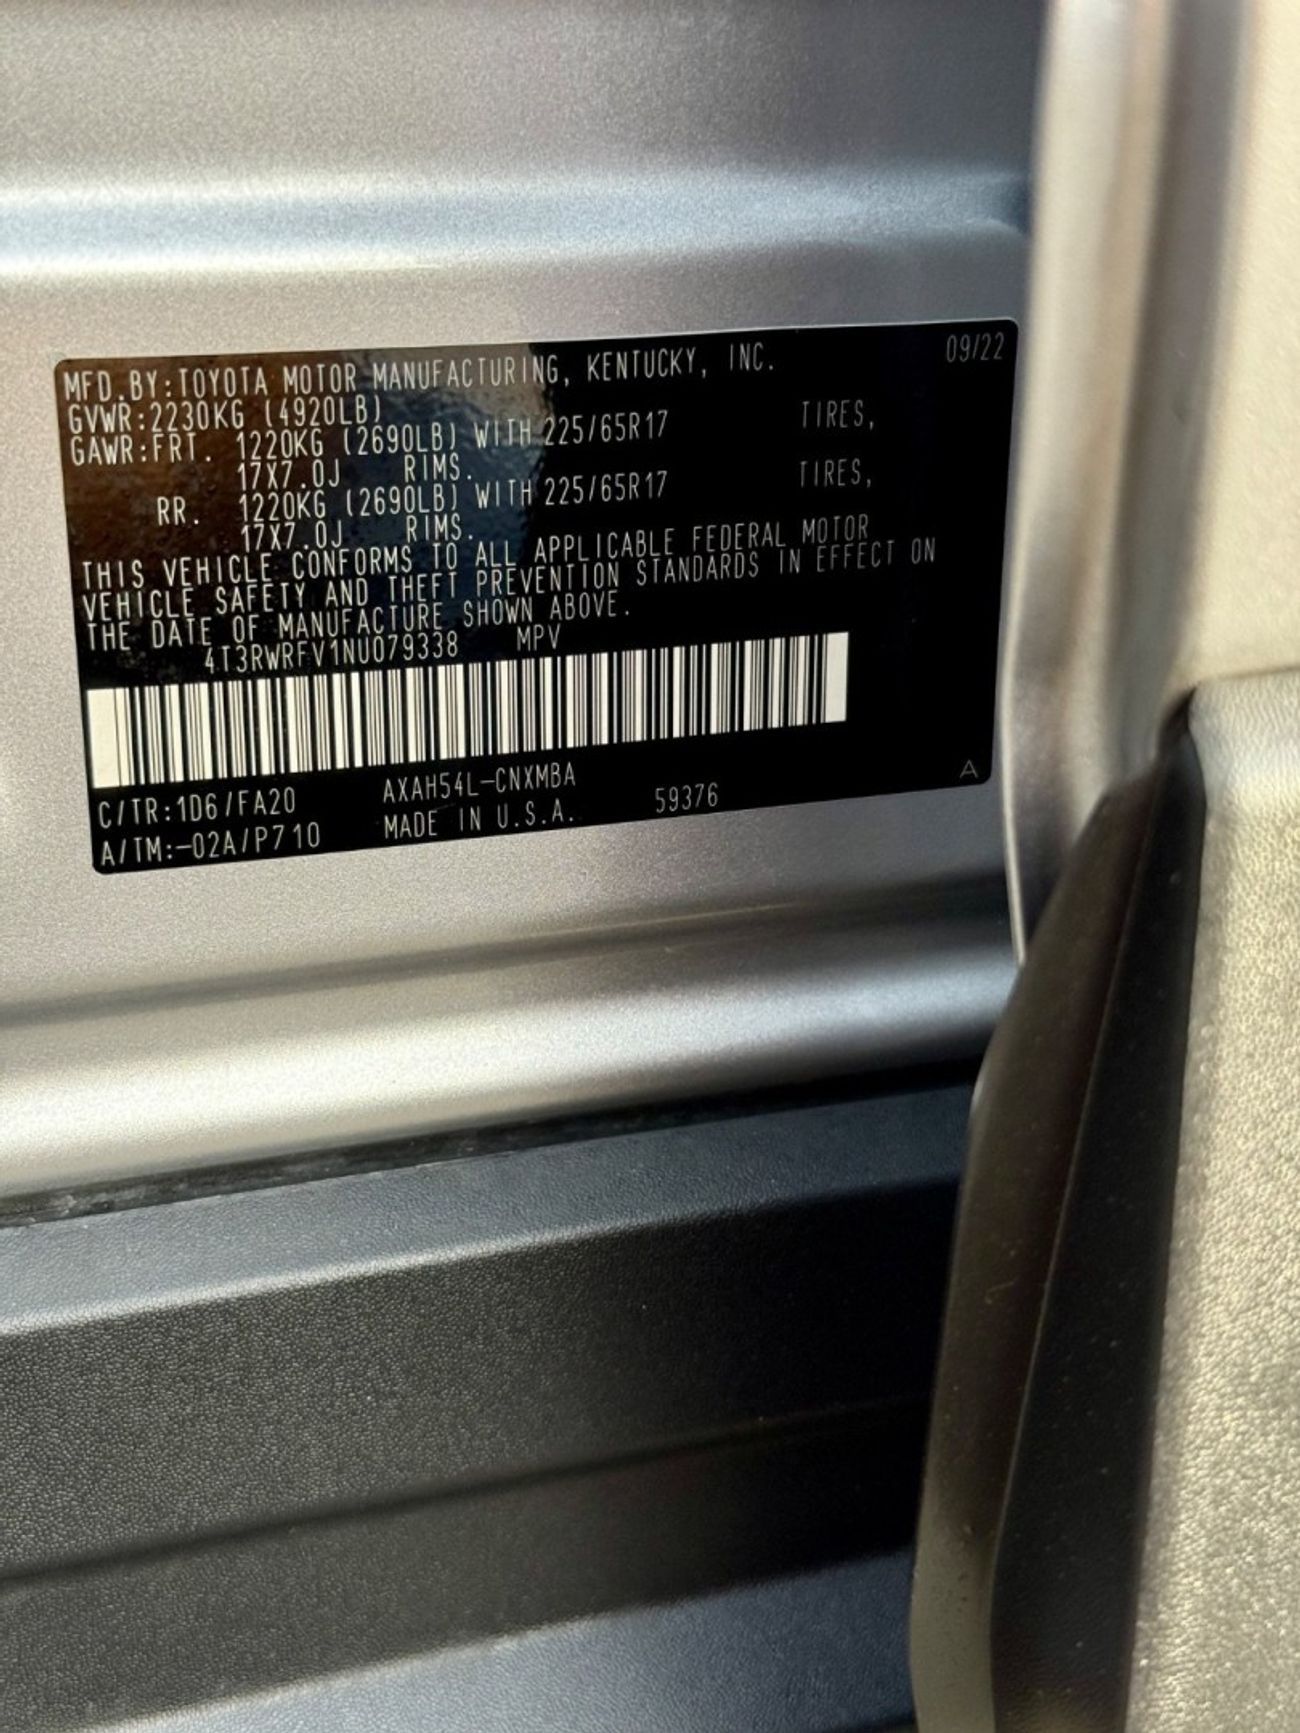 MFD.BY:TOYOTA MOTOR MANUFACTURING, KENTUCKY, INC. 09/22
GVWR:2230KG (4920LB)
GAWR:FRT. 1220KG (2690LB) WITH 225/65R17 TIRES,
17X7.0J RIMS.
RR. 1220KG (2690LB) WITH 225/65R17 TIRES,
17X7.0J RIMS.
THIS VEHICLE CONFORMS TO ALL APPLICABLE FEDERAL MOTOR
VEHICLE SAFETY AND THEFT PREVENTION STANDARDS IN EFFECT ON
THE DATE OF MANUFACTURE SHOWN ABOVE.
4T3RWRFV1NU079338 MPV
C/TR:1D6/FA20 AXAH54L-CNXMBA
A/TM:-02A/P710 MADE IN U.S.A. 59376 A